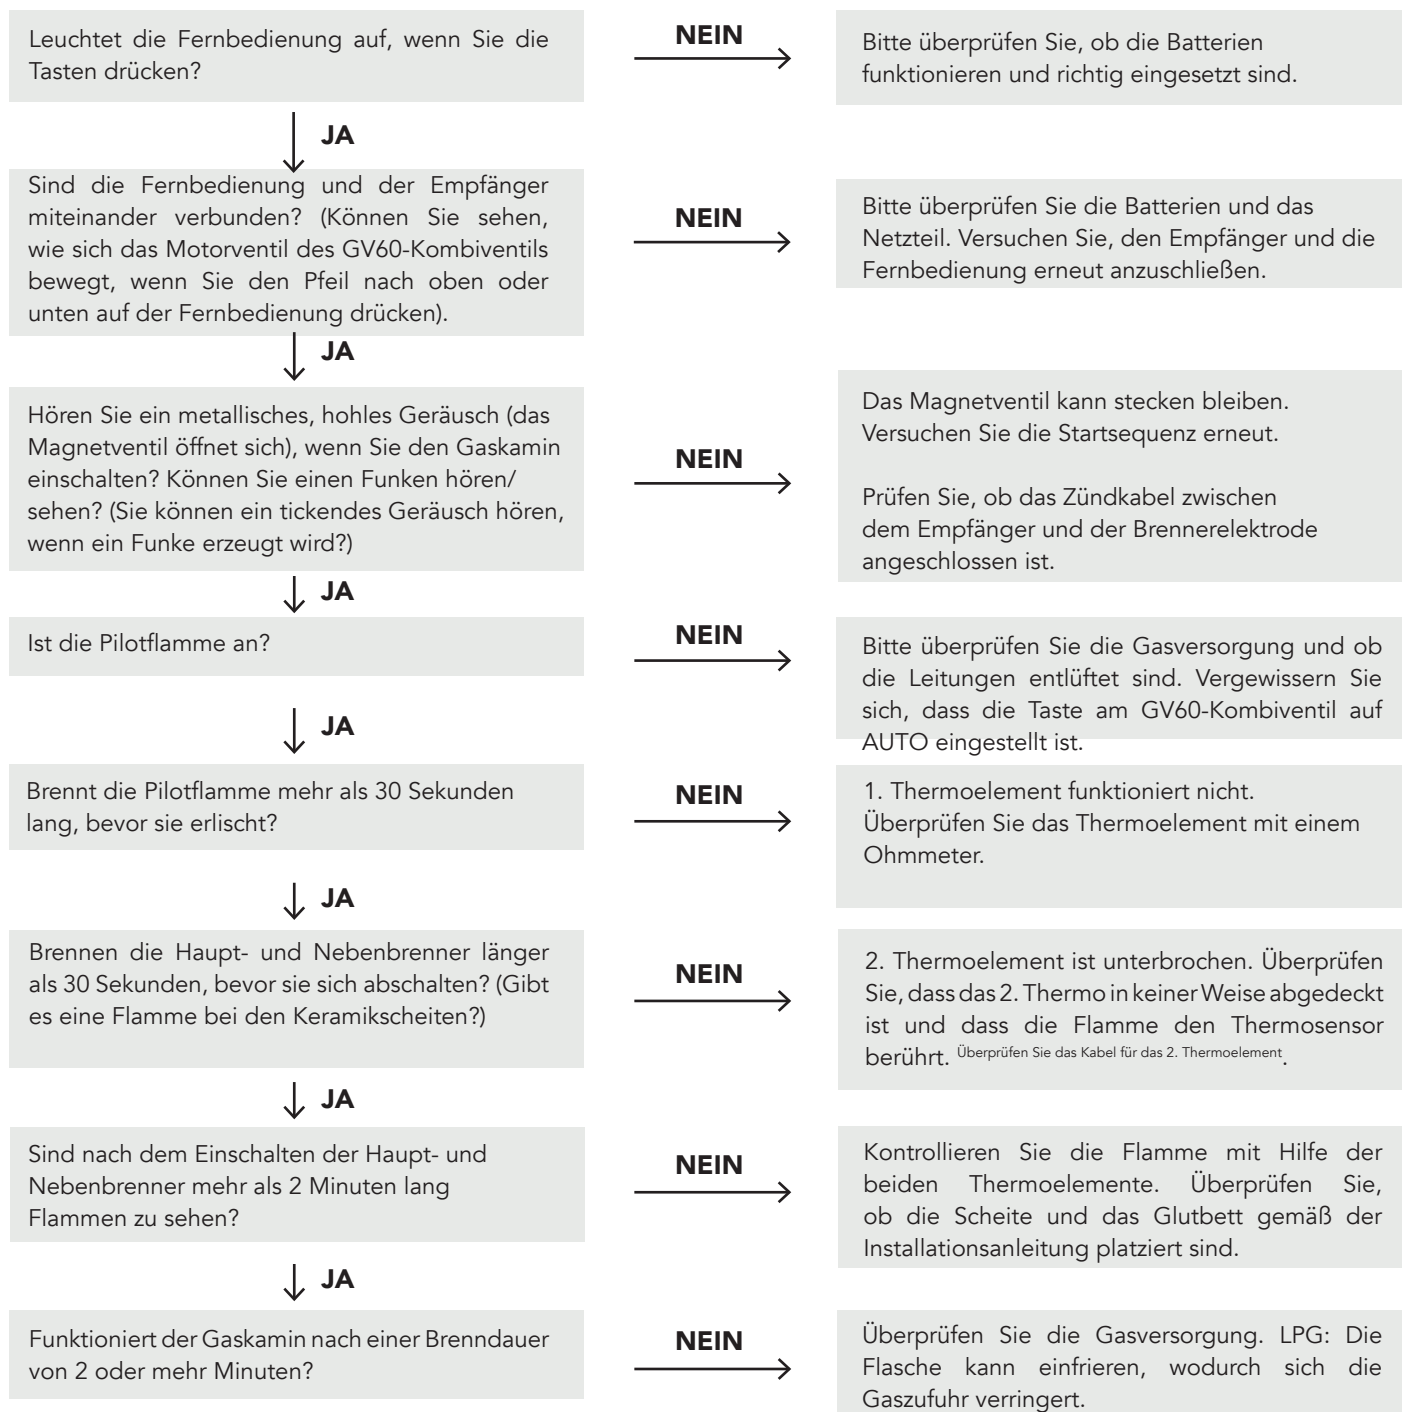 Leuchtet die Fernbedienung auf, wenn Sie die
Tasten drücken?
NEIN
Bitte überprüfen Sie, ob die Batterien
funktionieren und richtig eingesetzt sind.
JA
Sind die Fernbedienung und der Empfänger
miteinander verbunden? (Können Sie sehen,
wie sich das Motorventil des GV60-Kombiventils
bewegt, wenn Sie den Pfeil nach oben oder
unten auf der Fernbedienung drücken).
NEIN
Bitte überprüfen Sie die Batterien und das
Netzteil. Versuchen Sie, den Empfänger und die
Fernbedienung erneut anzuschließen.
JA
Hören Sie ein metallisches, hohles Geräusch (das
Magnetventil öffnet sich), wenn Sie den Gaskamin
einschalten? Können Sie einen Funken hören/
sehen? (Sie können ein tickendes Geräusch hören,
wenn ein Funke erzeugt wird?)
NEIN
Das Magnetventil kann stecken bleiben.
Versuchen Sie die Startsequenz erneut.
Prüfen Sie, ob das Zündkabel zwischen
dem Empfänger und der Brennerelektrode
angeschlossen ist.
JA
Ist die Pilotflamme an?
NEIN
Bitte überprüfen Sie die Gasversorgung und ob
die Leitungen entlüftet sind. Vergewissern Sie
sich, dass die Taste am GV60-Kombiventil auf
AUTO eingestellt ist.
JA
Brennt die Pilotflamme mehr als 30 Sekunden
lang, bevor sie erlischt?
NEIN
1. Thermoelement funktioniert nicht.
Überprüfen Sie das Thermoelement mit einem
Ohmmeter.
JA
Brennen die Haupt- und Nebenbrenner länger
als 30 Sekunden, bevor sie sich abschalten? (Gibt
es eine Flamme bei den Keramikscheiten?)
NEIN
2. Thermoelement ist unterbrochen. Überprüfen
Sie, dass das 2. Thermo in keiner Weise abgedeckt
ist und dass die Flamme den Thermosensor
berührt. Überprüfen Sie das Kabel für das 2. Thermoelement.
JA
Sind nach dem Einschalten der Haupt- und
Nebenbrenner mehr als 2 Minuten lang
Flammen zu sehen?
NEIN
Kontrollieren Sie die Flamme mit Hilfe der
beiden Thermoelemente. Überprüfen Sie,
ob die Scheite und das Glutbett gemäß der
Installationsanleitung platziert sind.
JA
Funktioniert der Gaskamin nach einer Brenndauer
von 2 oder mehr Minuten?
NEIN
Überprüfen Sie die Gasversorgung. LPG: Die
Flasche kann einfrieren, wodurch sich die
Gaszufuhr verringert.